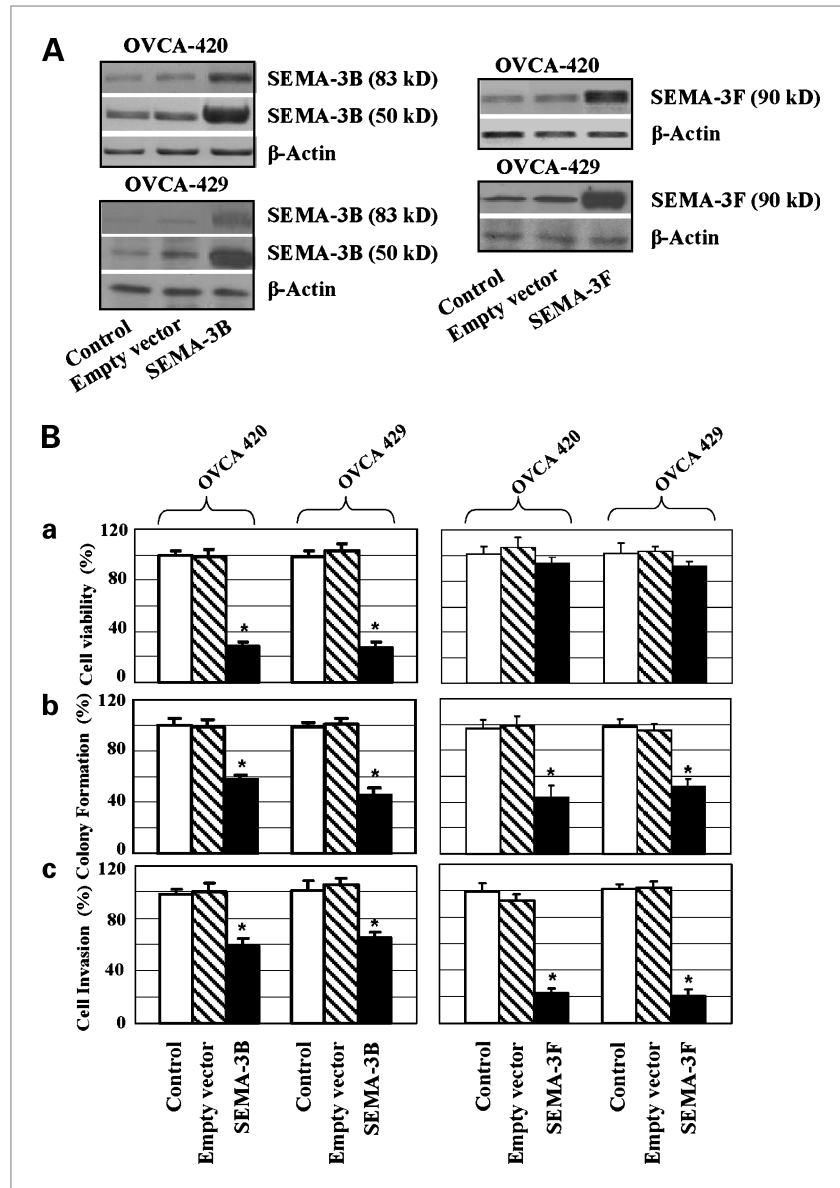 A
OVCA-420
SEMA-3B (83 kD)
SEMA-3B (50 kD)
β-Actin
OVCA-429
SEMA-3B (83 kD)
SEMA-3B (50 kD)
β-Actin
Control
Empty vector
SEMA-3B
OVCA-420
SEMA-3F (90 kD)
β-Actin
OVCA-429
SEMA-3F (90 kD)
β-Actin
Control
Empty vector
SEMA-3F
B
OVCA 420
OVCA 429
OVCA 420
OVCA 429
a
Cell viability (%)
120
80
40
0
*
*
b
Colony Formation (%)
120
80
40
0
*
*
*
*
c
Cell Invasion (%)
120
80
40
0
*
*
*
*
Control
Empty vector
SEMA-3B
Control
Empty vector
SEMA-3B
Control
Empty vector
SEMA-3F
Control
Empty vector
SEMA-3F